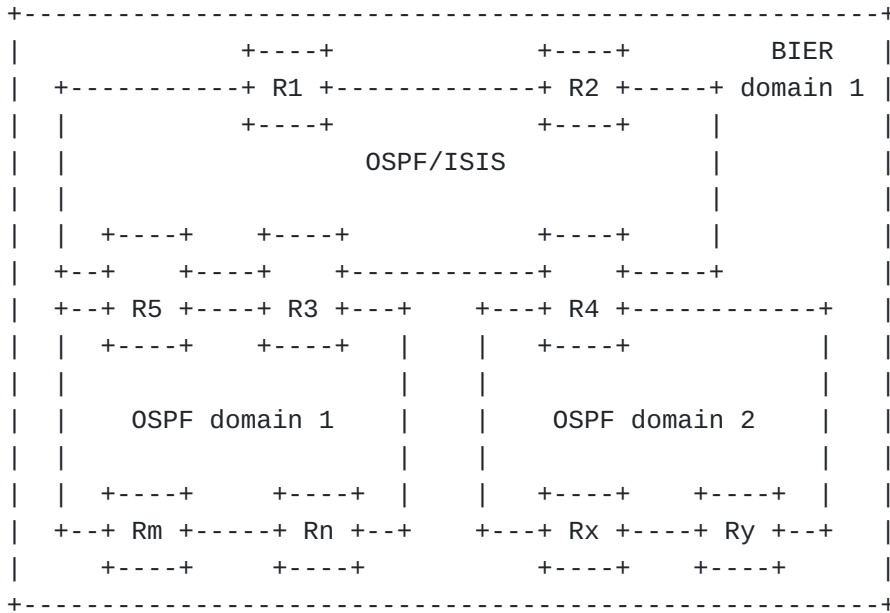 BIER
R1 R2 domain 1
OSPF/ISIS
R5 R3 R4
OSPF domain 1 OSPF domain 2
Rm Rn Rx Ry